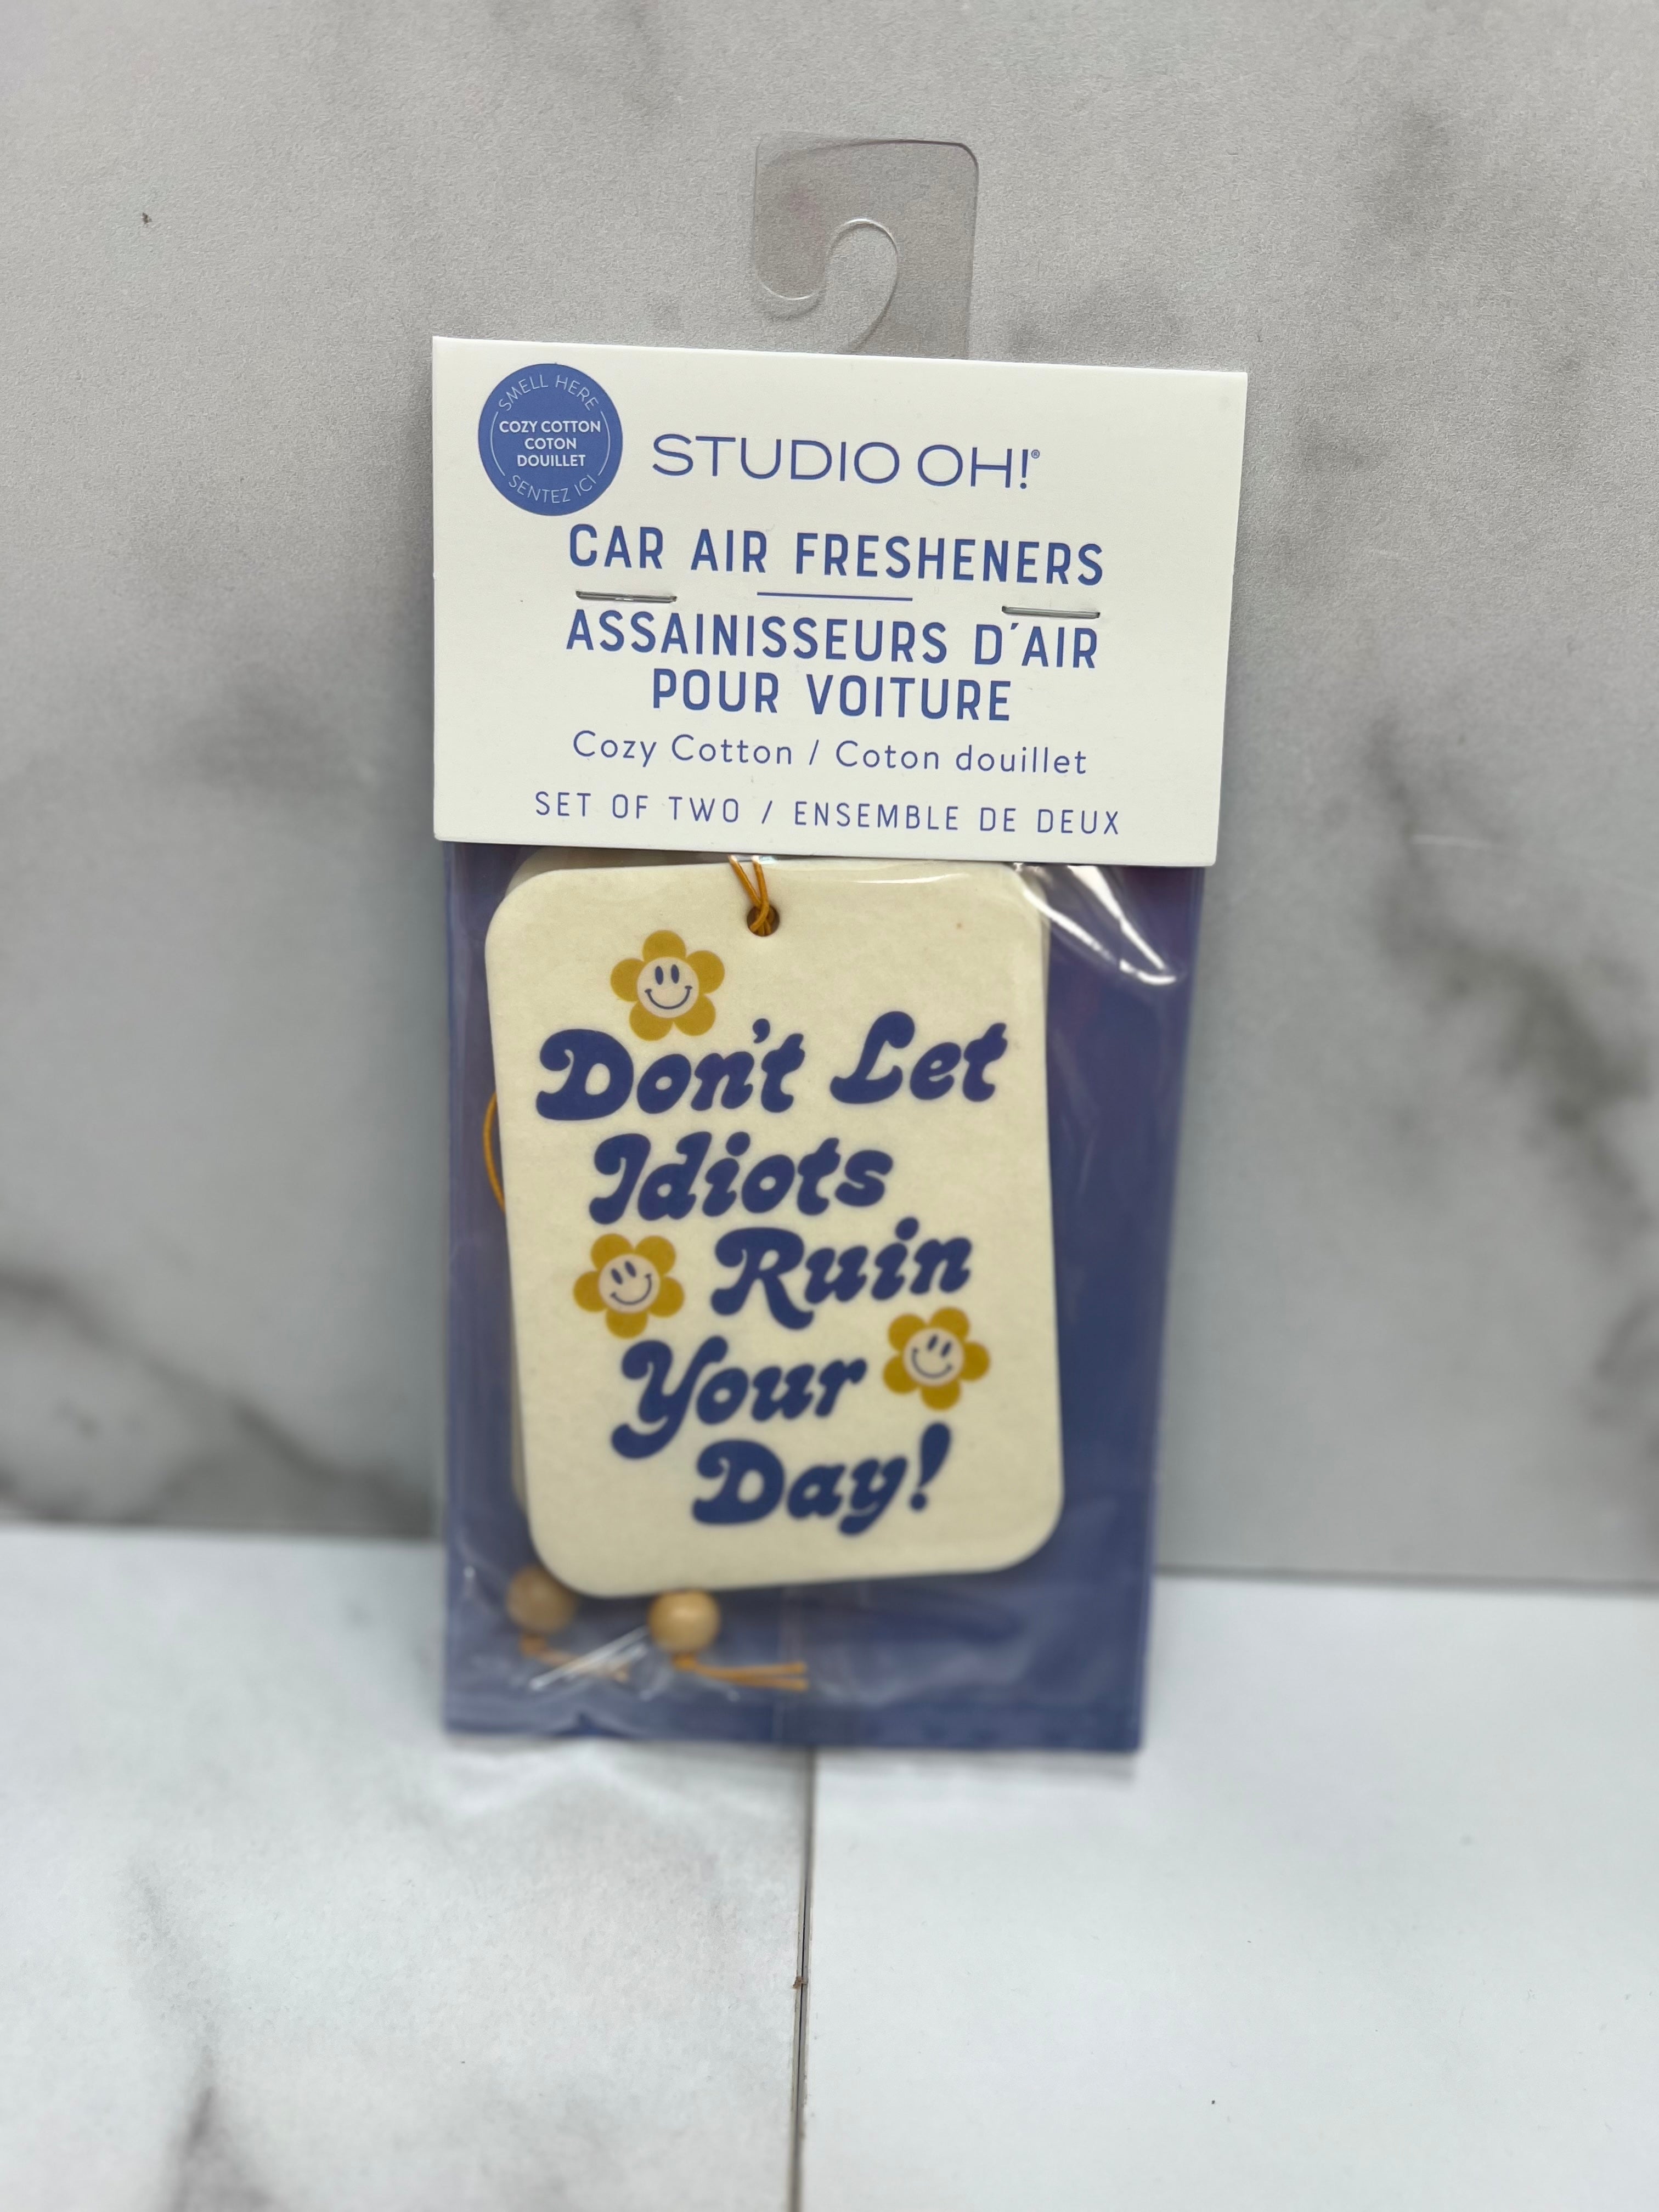 SMELL HERE
COZY COTTON
COTON
DOUILLET
SENTEZ ICI
STUDIO OH!®
CAR AIR FRESHENERS
ASSAINISSEURS D'AIR
POUR VOITURE
Cozy Cotton / Coton douillet
SET OF TWO / ENSEMBLE DE DEUX
Don't Let
Idiots
Ruin
Your
Day!